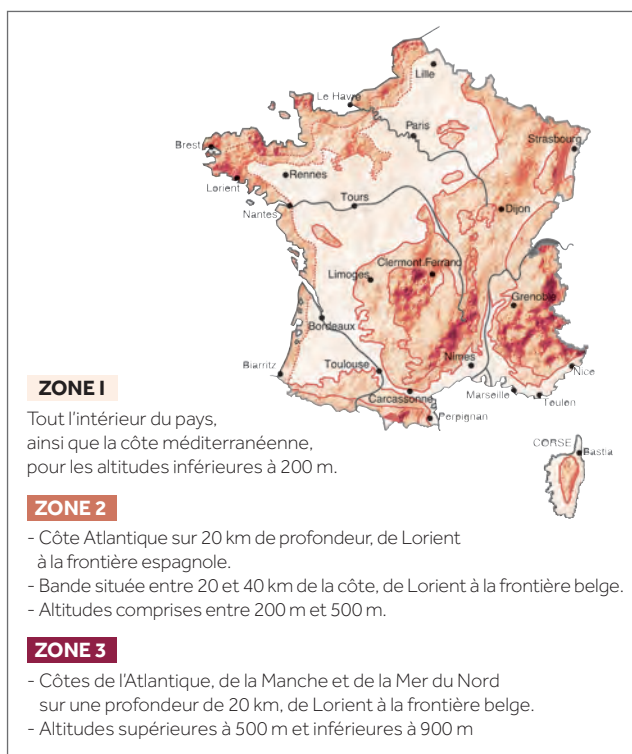 Lille
Le Havre
Paris
Brest
Strasbourg
Rennes
Lorient
Tours
Nantes
Dijon
Clermont.Ferrand
Limoges
Grenoble
Bordeaux
Biarritz
Toulouse
Nimes
Nice
Carcassonne
Marseille
Toulon
Perpignan
CORSE
Bastia
ZONE I
Tout l'intérieur du pays,
ainsi que la côte méditerranéenne,
pour les altitudes inférieures à 200 m.
ZONE 2
- Côte Atlantique sur 20 km de profondeur, de Lorient
à la frontière espagnole.
- Bande située entre 20 et 40 km de la côte, de Lorient à la frontière belge.
- Altitudes comprises entre 200 m et 500 m.
ZONE 3
- Côtes de l'Atlantique, de la Manche et de la Mer du Nord
sur une profondeur de 20 km, de Lorient à la frontière belge.
- Altitudes supérieures à 500 m et inférieures à 900 m